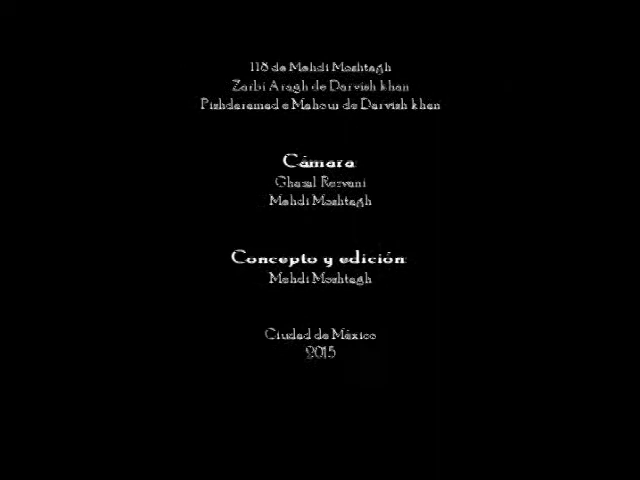 118 de Mehdi Moshtagh
Zarbi Aragh de Darvish khan
Pishdaramad e Mahour de Darvish khan
Cámara:
Ghazal Rezvani
Mehdi Moshtagh
Concepto y edición:
Mehdi Moshtagh
Ciudad de México
2015